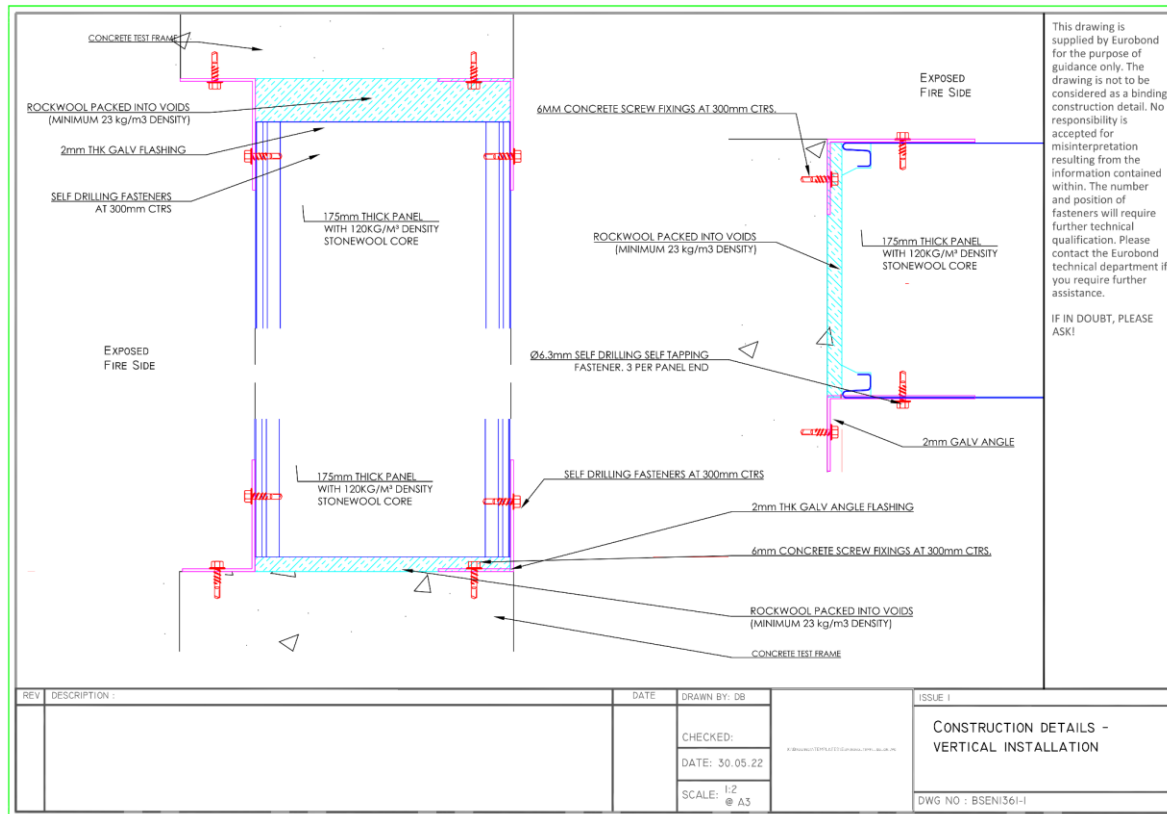 CONCRETE TEST FRAME
ROCKWOOL PACKED INTO VOIDS
(MINIMUM 23 kg/m3 DENSITY)
2mm THK GALV FLASHING
SELF DRILLING FASTENERS
AT 300mm CTRS
175mm THICK PANEL
WITH 120KG/M³ DENSITY
STONEWOOL CORE
EXPOSED
FIRE SIDE
175mm THICK PANEL
WITH 120KG/M³ DENSITY
STONEWOOL CORE
EXPOSED
FIRE SIDE
6MM CONCRETE SCREW FIXINGS AT 300mm CTRS.
ROCKWOOL PACKED INTO VOIDS
(MINIMUM 23 kg/m3 DENSITY)
175mm THICK PANEL
WITH 120KG/M³ DENSITY
STONEWOOL CORE
Ø6.3mm SELF DRILLING SELF TAPPING
FASTENER. 3 PER PANEL END
2mm GALV ANGLE
SELF DRILLING FASTENERS AT 300mm CTRS
2mm THK GALV ANGLE FLASHING
6mm CONCRETE SCREW FIXINGS AT 300mm CTRS.
ROCKWOOL PACKED INTO VOIDS
(MINIMUM 23 kg/m3 DENSITY)
CONCRETE TEST FRAME
This drawing is
supplied by Eurobond
for the purpose of
guidance only. The
drawing is not to be
considered as a binding
construction detail. No
responsibility is
accepted for
misinterpretation
resulting from the
information contained
within. The number
and position of
fasteners will require
further technical
qualification. Please
contact the Eurobond
technical department if
you require further
assistance.
IF IN DOUBT, PLEASE
ASK!
REV DESCRIPTION : DATE
DRAWN BY: DB
CHECKED:
DATE: 30.05.22
SCALE: 1:2 @ A3
ISSUE 1
CONSTRUCTION DETAILS -
VERTICAL INSTALLATION
DWG NO : BSEN1361-1